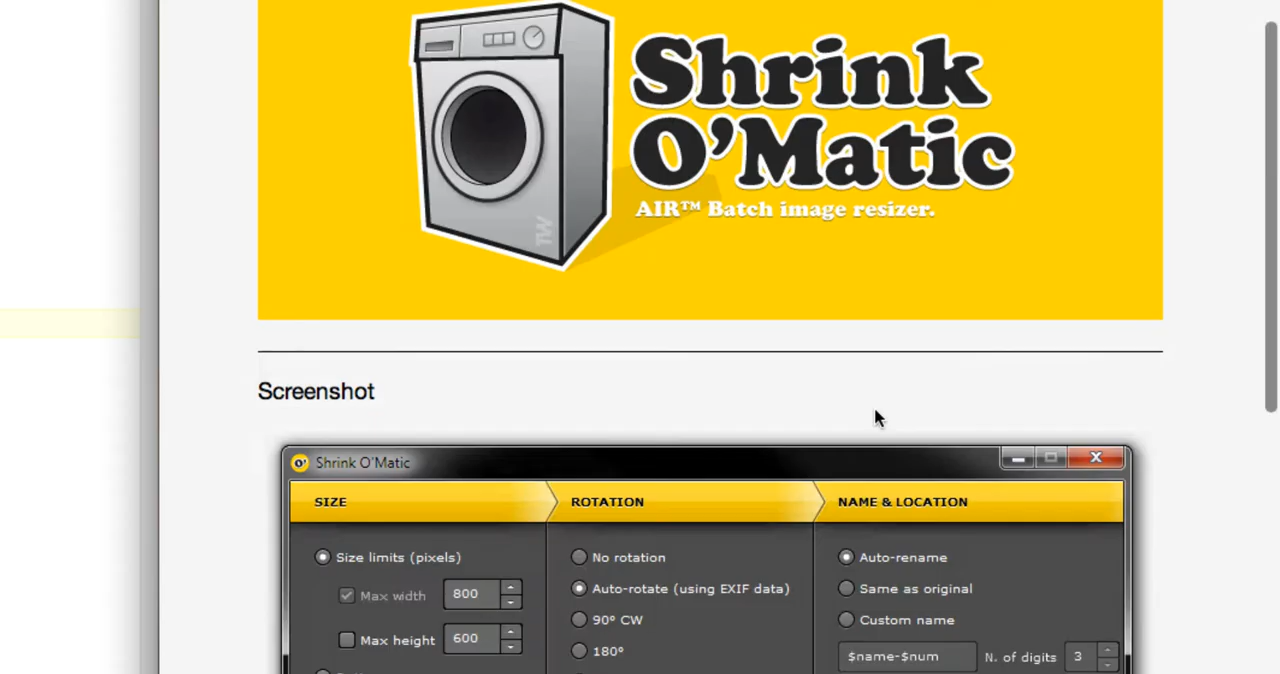 Shrink
O'Matic
AIR™ Batch image resizer.
TW
Screenshot
O' Shrink O'Matic
SIZE ROTATION NAME & LOCATION
Size limits (pixels) No rotation Auto-rename
Max width 800 Auto-rotate (using EXIF data) Same as original
Max height 600 90° CW Custom name
180° $name-$num N. of digits 3